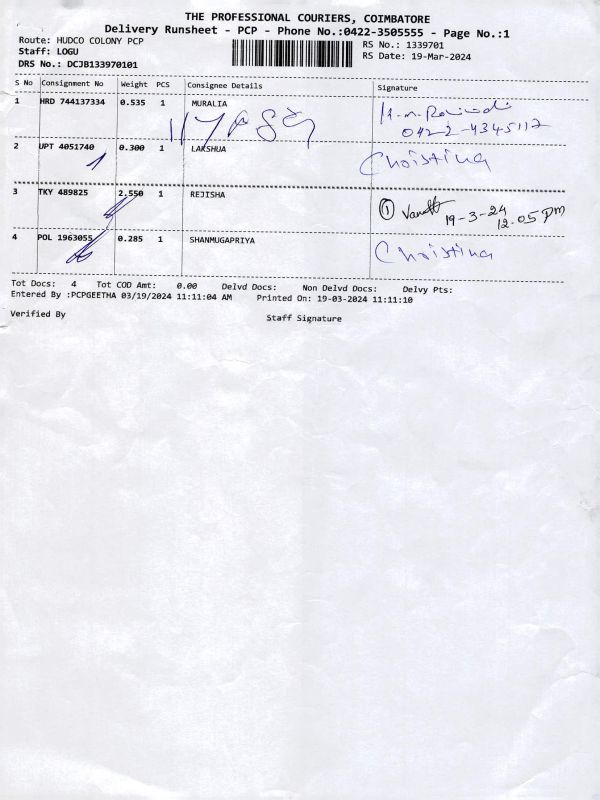 THE PROFESSIONAL COURIERS, COIMBATORE
Delivery Runsheet - PCP - Phone No.:0422-3505555 - Page No.:1
Route: HUDCO COLONY PCP
Staff: LOGU
DRS No.: DCJB133970101
RS No.: 1339701
RS Date: 19-Mar-2024
S No Consignment No Weight PCS Consignee Details Signature
1 HRD 744137334 0.535 1 MURALIA
0422-4345117
2 UPT 4051740 0.300 1 LAKSHUA Christina
3 TKY 489825 2.550 1 REJISHA
1 19-3-24
12.05 pm
4 POL 1963055 0.285 1 SHANMUGAPRIYA Christina
Tot Docs: 4 Tot COD Amt: 0.00 Delvd Docs: Non Delvd Docs: Delvy Pts:
Entered By :PCPGEETHA 03/19/2024 11:11:04 AM Printed On: 19-03-2024 11:11:10
Verified By Staff Signature